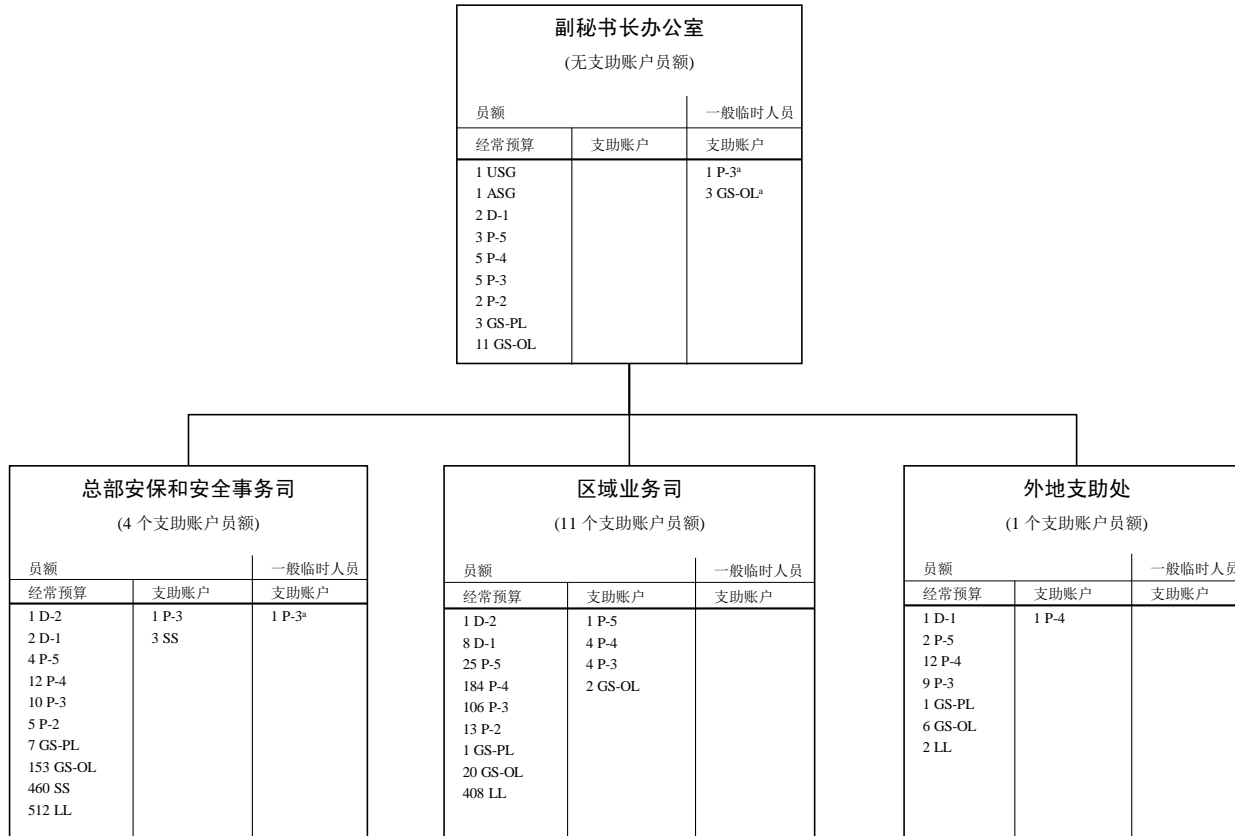 副秘书长办公室
(无支助账户员额)
员额 一般临时人员
经常预算 支助账户 支助账户
1 USG 1 P-3ᵃ
1 ASG 3 GS-OLᵃ
2 D-1
3 P-5
5 P-4
5 P-3
2 P-2
3 GS-PL
11 GS-OL
总部安保和安全事务司
(4 个支助账户员额)
员额 一般临时人员
经常预算 支助账户 支助账户
1 D-2 1 P-3 1 P-3ᵃ
2 D-1 3 SS
4 P-5
12 P-4
10 P-3
5 P-2
7 GS-PL
153 GS-OL
460 SS
512 LL
区域业务司
(11 个支助账户员额)
员额 一般临时人员
经常预算 支助账户 支助账户
1 D-2 1 P-5
8 D-1 4 P-4
25 P-5 4 P-3
184 P-4 2 GS-OL
106 P-3
13 P-2
1 GS-PL
20 GS-OL
408 LL
外地支助处
(1 个支助账户员额)
员额 一般临时人员
经常预算 支助账户 支助账户
1 D-1 1 P-4
2 P-5
12 P-4
9 P-3
1 GS-PL
6 GS-OL
2 LL